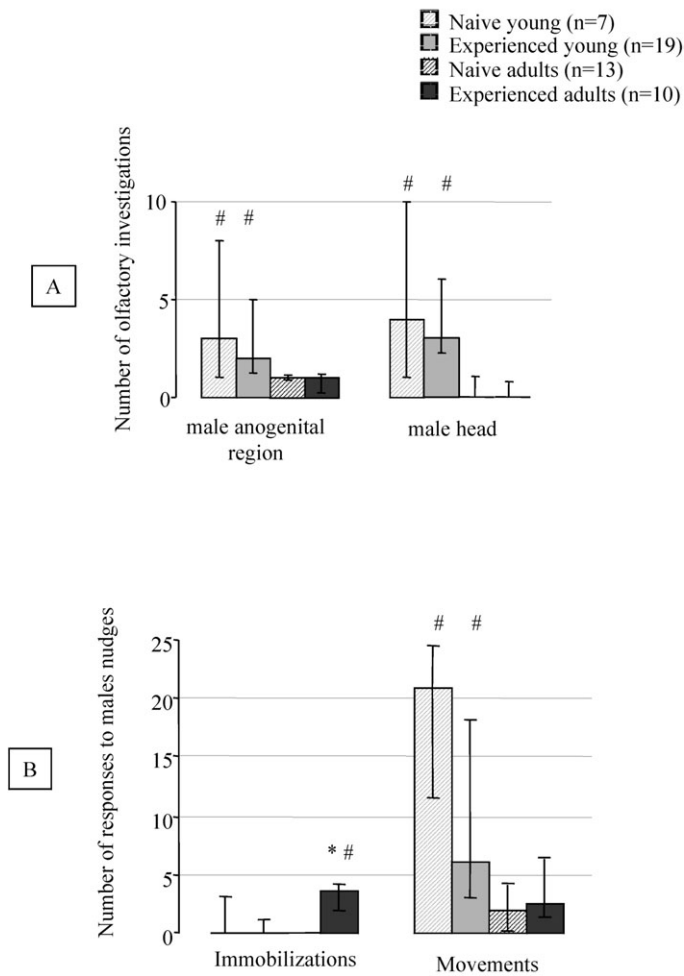 Naive young (n=7)
Experienced young (n=19)
Naive adults (n=13)
Experienced adults (n=10)
A
Number of olfactory investigations
10
5
0
# #
# #
male anogenital
region
male head
B
Number of responses to males nudges
25
20
15
10
5
0
* #
# #
Immobilizations
Movements